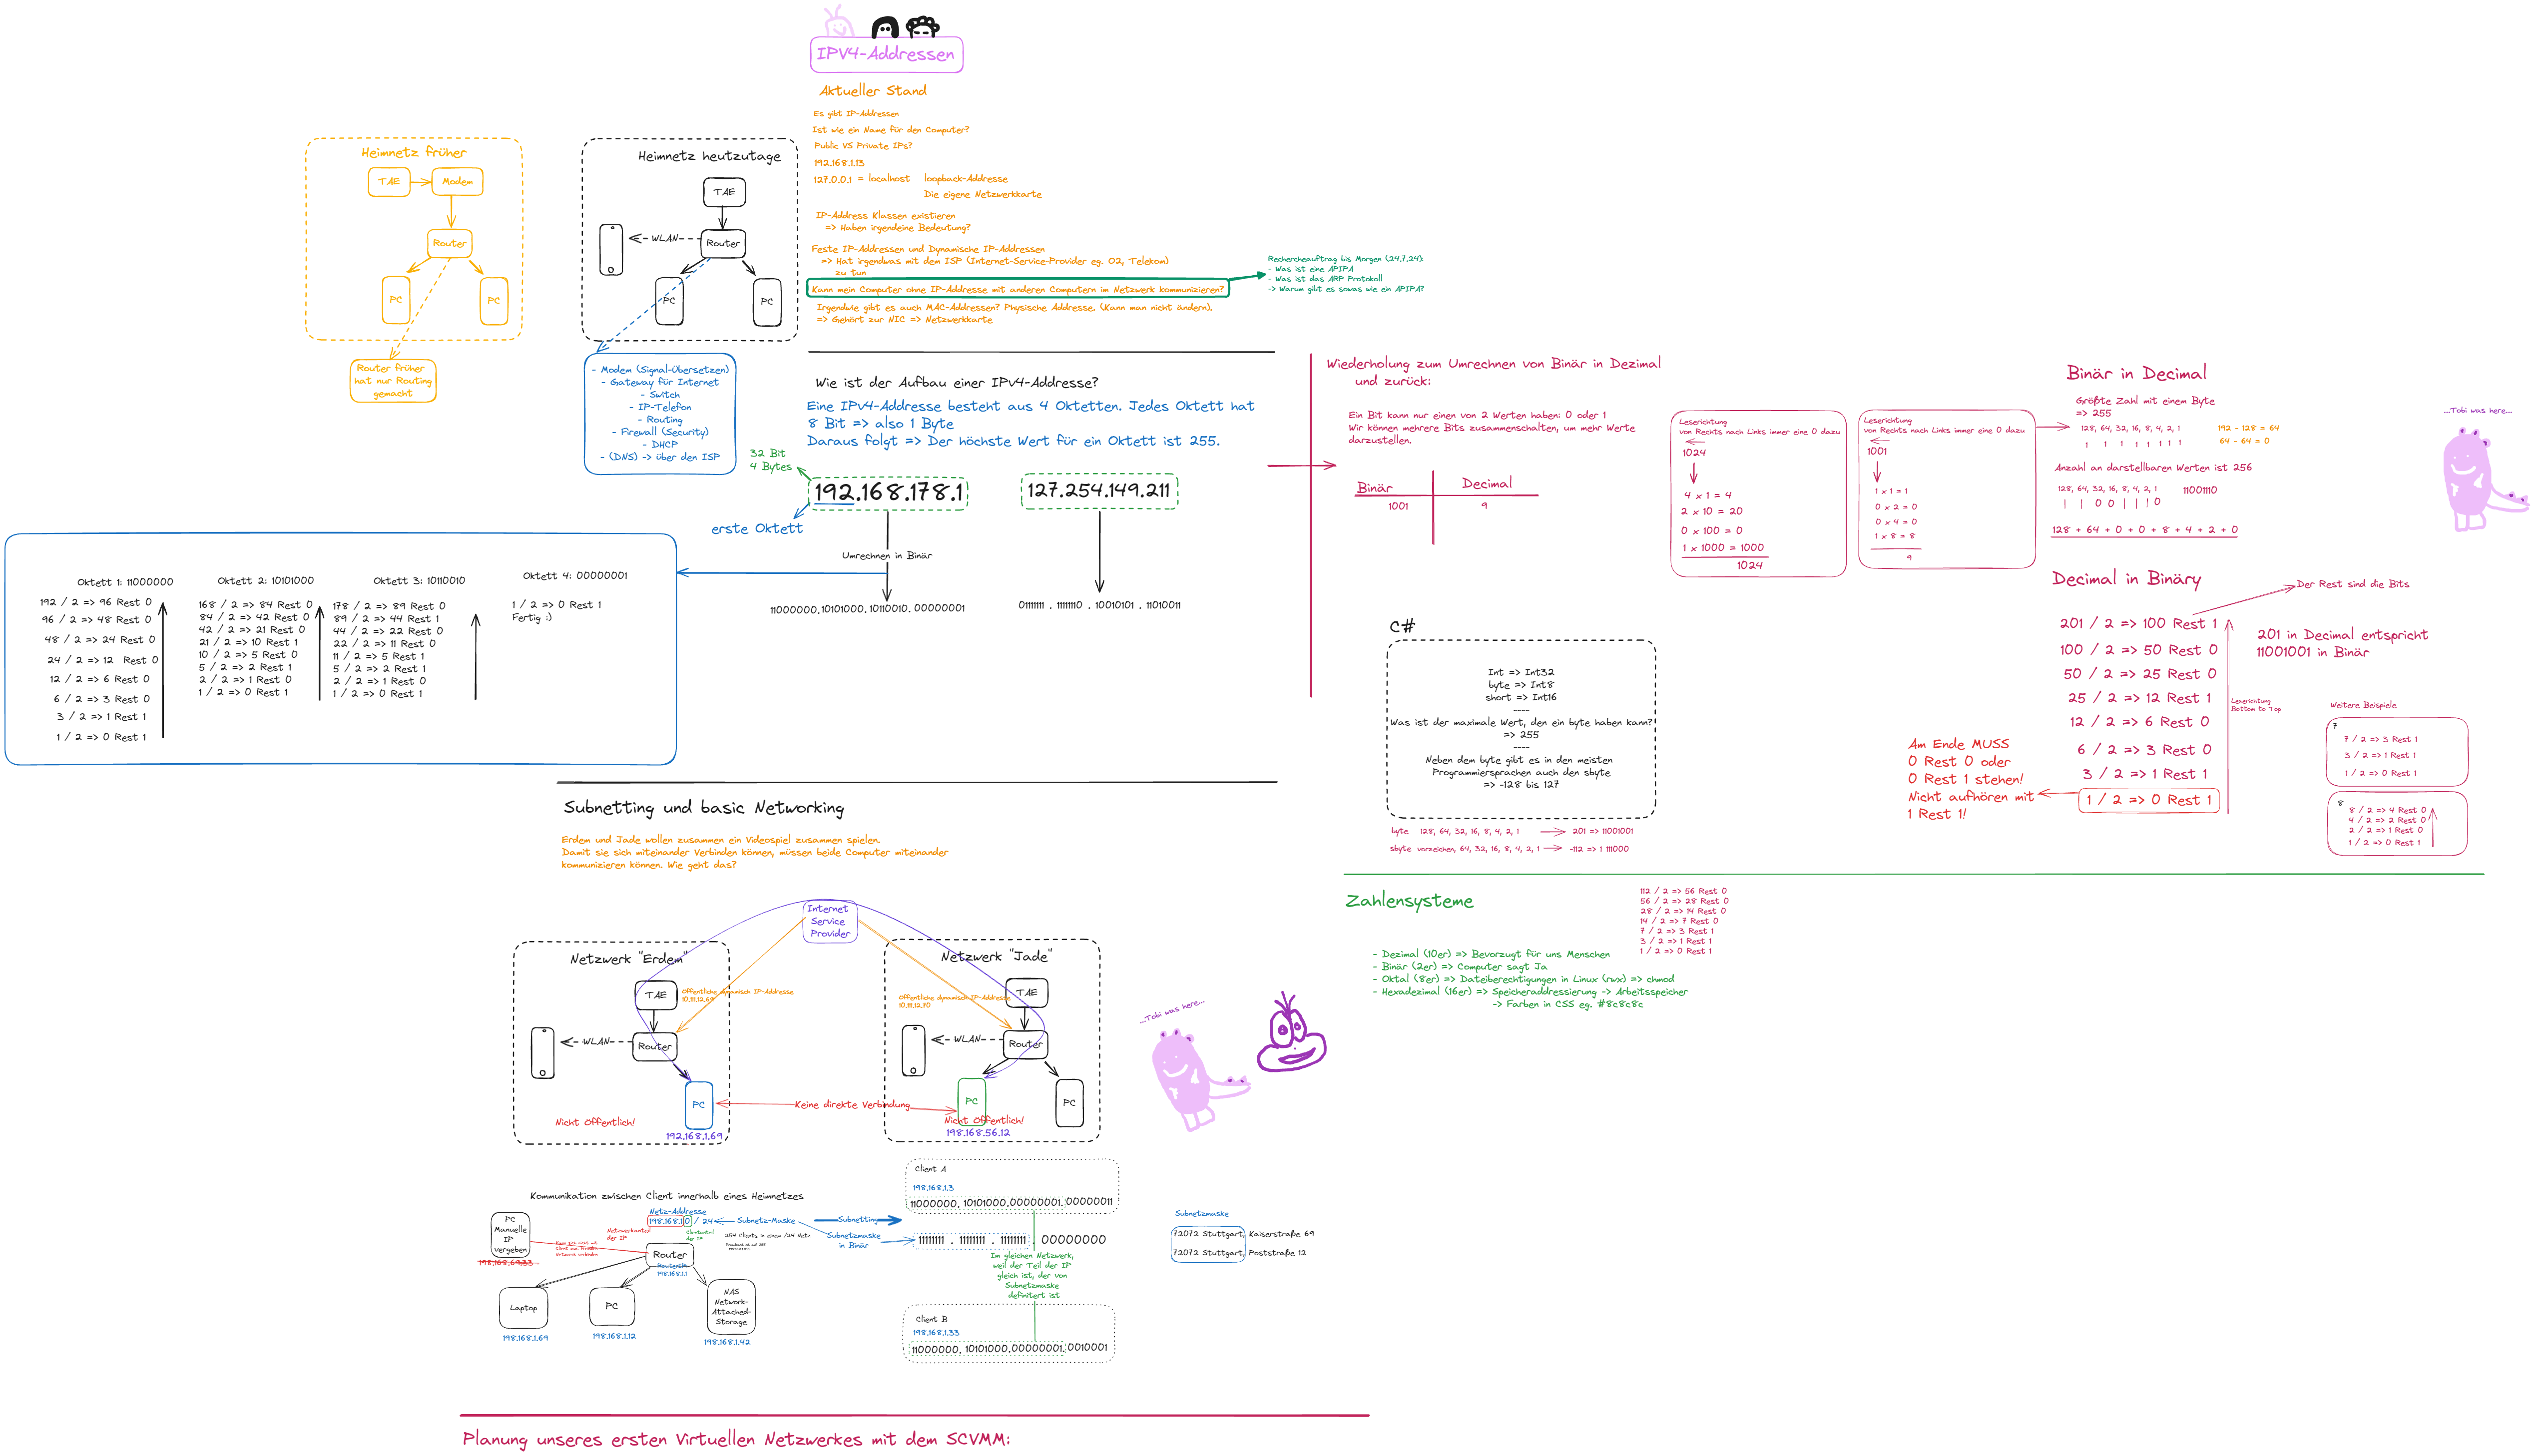 IPV4-Addressen
Aktueller Stand
Es gibt IP-Addressen
Ist wie ein Name für den Computer?
Public VS Private IPs?
192.168.1.13
127.0.0.1 = localhost loopback-Addresse
Die eigene Netzwerkkarte
IP-Address Klassen existieren
=> Haben irgendeine Bedeutung?
Feste IP-Addressen und Dynamische IP-Addressen
=> Hat irgendwas mit dem ISP (Internet-Service-Provider eg. O2, Telekom)
zu tun
Kann mein Computer ohne IP-Addresse mit anderen Computern im Netzwerk kommunizieren?
Irgendwie gibt es auch MAC-Addressen? Physische Addresse. (Kann man nicht ändern).
=> Gehört zur NIC => Netzwerkkarte
Rechercheauftrag bis Morgen (24.7.24):
- Was ist eine APIPA
- Was ist das ARP Protokoll
-> Warum gibt es sowas wie ein APIPA?
Heimnetz früher
TAE
Modem
Router
PC
PC
Router früher
hat nur Routing
gemacht
Heimnetz heutzutage
TAE
WLAN
Router
PC
PC
- Modem (Signal-Übersetzen)
- Gateway für Internet
- Switch
- IP-Telefon
- Routing
- Firewall (Security)
- DHCP
- (DNS) -> über den ISP
Wie ist der Aufbau einer IPv4-Addresse?
Eine IPv4-Addresse besteht aus 4 Oktetten. Jedes Oktett hat
8 Bit => also 1 Byte
Daraus folgt => Der höchste Wert für ein Oktett ist 255.
32 Bit
4 Bytes
192.168.178.1
127.254.149.211
erste Oktett
Umrechnen in Binär
11000000.10101000.10110010.00000001
01111111 . 11111110 . 10010101 . 11010011
Oktett 1: 11000000
192 / 2 => 96 Rest 0
96 / 2 => 48 Rest 0
48 / 2 => 24 Rest 0
24 / 2 => 12 Rest 0
12 / 2 => 6 Rest 0
6 / 2 => 3 Rest 0
3 / 2 => 1 Rest 1
1 / 2 => 0 Rest 1
Oktett 2: 10101000
168 / 2 => 84 Rest 0
84 / 2 => 42 Rest 0
42 / 2 => 21 Rest 0
21 / 2 => 10 Rest 1
10 / 2 => 5 Rest 0
5 / 2 => 2 Rest 1
2 / 2 => 1 Rest 0
1 / 2 => 0 Rest 1
Oktett 3: 10110010
178 / 2 => 89 Rest 0
89 / 2 => 44 Rest 1
44 / 2 => 22 Rest 0
22 / 2 => 11 Rest 0
11 / 2 => 5 Rest 1
5 / 2 => 2 Rest 1
2 / 2 => 1 Rest 0
1 / 2 => 0 Rest 1
Oktett 4: 00000001
1 / 2 => 0 Rest 1
Fertig :)
Wiederholung zum Umrechnen von Binär in Dezimal
und zurück:
Ein Bit kann nur einen von 2 Werten haben: 0 oder 1
Wir können mehrere Bits zusammenschalten, um mehr Werte
darzustellen.
Binär Decimal
1001 9
Leserichtung
von Rechts nach Links immer eine 0 dazu
1024
4 x 1 = 4
2 x 10 = 20
0 x 100 = 0
1 x 1000 = 1000
1024
Leserichtung
von Rechts nach Links immer eine 0 dazu
1001
1 x 1 = 1
0 x 2 = 0
0 x 4 = 0
1 x 8 = 8
9
Binär in Decimal
Größte Zahl mit einem Byte
=> 255
128, 64, 32, 16, 8, 4, 2, 1
1 1 1 1 1 1 1 1
192 - 128 = 64
64 - 64 = 0
Anzahl an darstellbaren Werten ist 256
128, 64, 32, 16, 8, 4, 2, 1 11001110
| | 0 0 | | | 0
128 + 64 + 0 + 0 + 8 + 4 + 2 + 0
...Tobi was here...
Decimal in Binäry
Der Rest sind die Bits
201 / 2 => 100 Rest 1
100 / 2 => 50 Rest 0
50 / 2 => 25 Rest 0
25 / 2 => 12 Rest 1
12 / 2 => 6 Rest 0
6 / 2 => 3 Rest 0
3 / 2 => 1 Rest 1
1 / 2 => 0 Rest 1
201 in Decimal entspricht
11001001 in Binär
Leserichtung
Bottom to Top
Am Ende MUSS
0 Rest 0 oder
0 Rest 1 stehen!
Nicht aufhören mit
1 Rest 1!
Weitere Beispiele
7
7 / 2 => 3 Rest 1
3 / 2 => 1 Rest 1
1 / 2 => 0 Rest 1
8
8 / 2 => 4 Rest 0
4 / 2 => 2 Rest 0
2 / 2 => 1 Rest 0
1 / 2 => 0 Rest 1
C#
Int => Int32
byte => Int8
short => Int16
----
Was ist der maximale Wert, den ein byte haben kann?
=> 255
----
Neben dem byte gibt es in den meisten
Programmiersprachen auch den sbyte
=> -128 bis 127
byte 128, 64, 32, 16, 8, 4, 2, 1 201 => 11001001
sbyte vorzeichen, 64, 32, 16, 8, 4, 2, 1 -112 => 1 111000
Zahlensysteme
112 / 2 => 56 Rest 0
56 / 2 => 28 Rest 0
28 / 2 => 14 Rest 0
14 / 2 => 7 Rest 0
7 / 2 => 3 Rest 1
3 / 2 => 1 Rest 1
1 / 2 => 0 Rest 1
- Dezimal (10er) => Bevorzugt für uns Menschen
- Binär (2er) => Computer sagt Ja
- Oktal (8er) => Dateiberechtigungen in Linux (rwx) => chmod
- Hexadezimal (16er) => Speicheraddressierung -> Arbeitsspeicher
-> Farben in CSS eg. #8c8c8c
Subnetting und basic Networking
Erdem und Jade wollen zusammen ein Videospiel zusammen spielen.
Damit sie sich miteinander Verbinden können, müssen beide Computer miteinander
kommunizieren können. Wie geht das?
Internet
Service
Provider
Netzwerk "Erdem"
TAE
Öffentliche dynamisch IP-Addresse
10.111.12.69
WLAN
Router
PC
Nicht Öffentlich!
192.168.1.69
Keine direkte Verbindung
Netzwerk "Jade"
Öffentliche dynamisch IP-Addresse
10.111.12.70
TAE
WLAN
Router
PC
PC
Nicht Öffentlich!
198.168.56.12
...Tobi was here...
Kommunikation zwischen Client innerhalb eines Heimnetzes
PC
Manuelle
IP
vergeben
198.168.69.33
Netz-Addresse
198.168.1.0 / 24
Subnetz-Maske
Netzwerkanteil
der IP
Clientanteil
der IP
254 Clients in einem /24 Netz
Router
RouterIP:
198.168.1.1
Laptop
198.168.1.69
PC
198.168.1.12
NAS
Network-
Attached-
Storage
198.168.1.42
Subnetting
Subnetzmaske
in Binär
Client A
198.168.1.3
11000000. 10101000.00000001. 00000011
11111111 . 11111111 . 11111111 . 00000000
Im gleichen Netzwerk,
weil der Teil der IP
gleich ist, der von
Subnetzmaske
definiert ist
Client B
198.168.1.33
11000000. 10101000.00000001. 0010001
Subnetzmaske
72072 Stuttgart, Kaiserstraße 69
72072 Stuttgart, Poststraße 12
Planung unseres ersten Virtuellen Netzwerkes mit dem SCVMM: